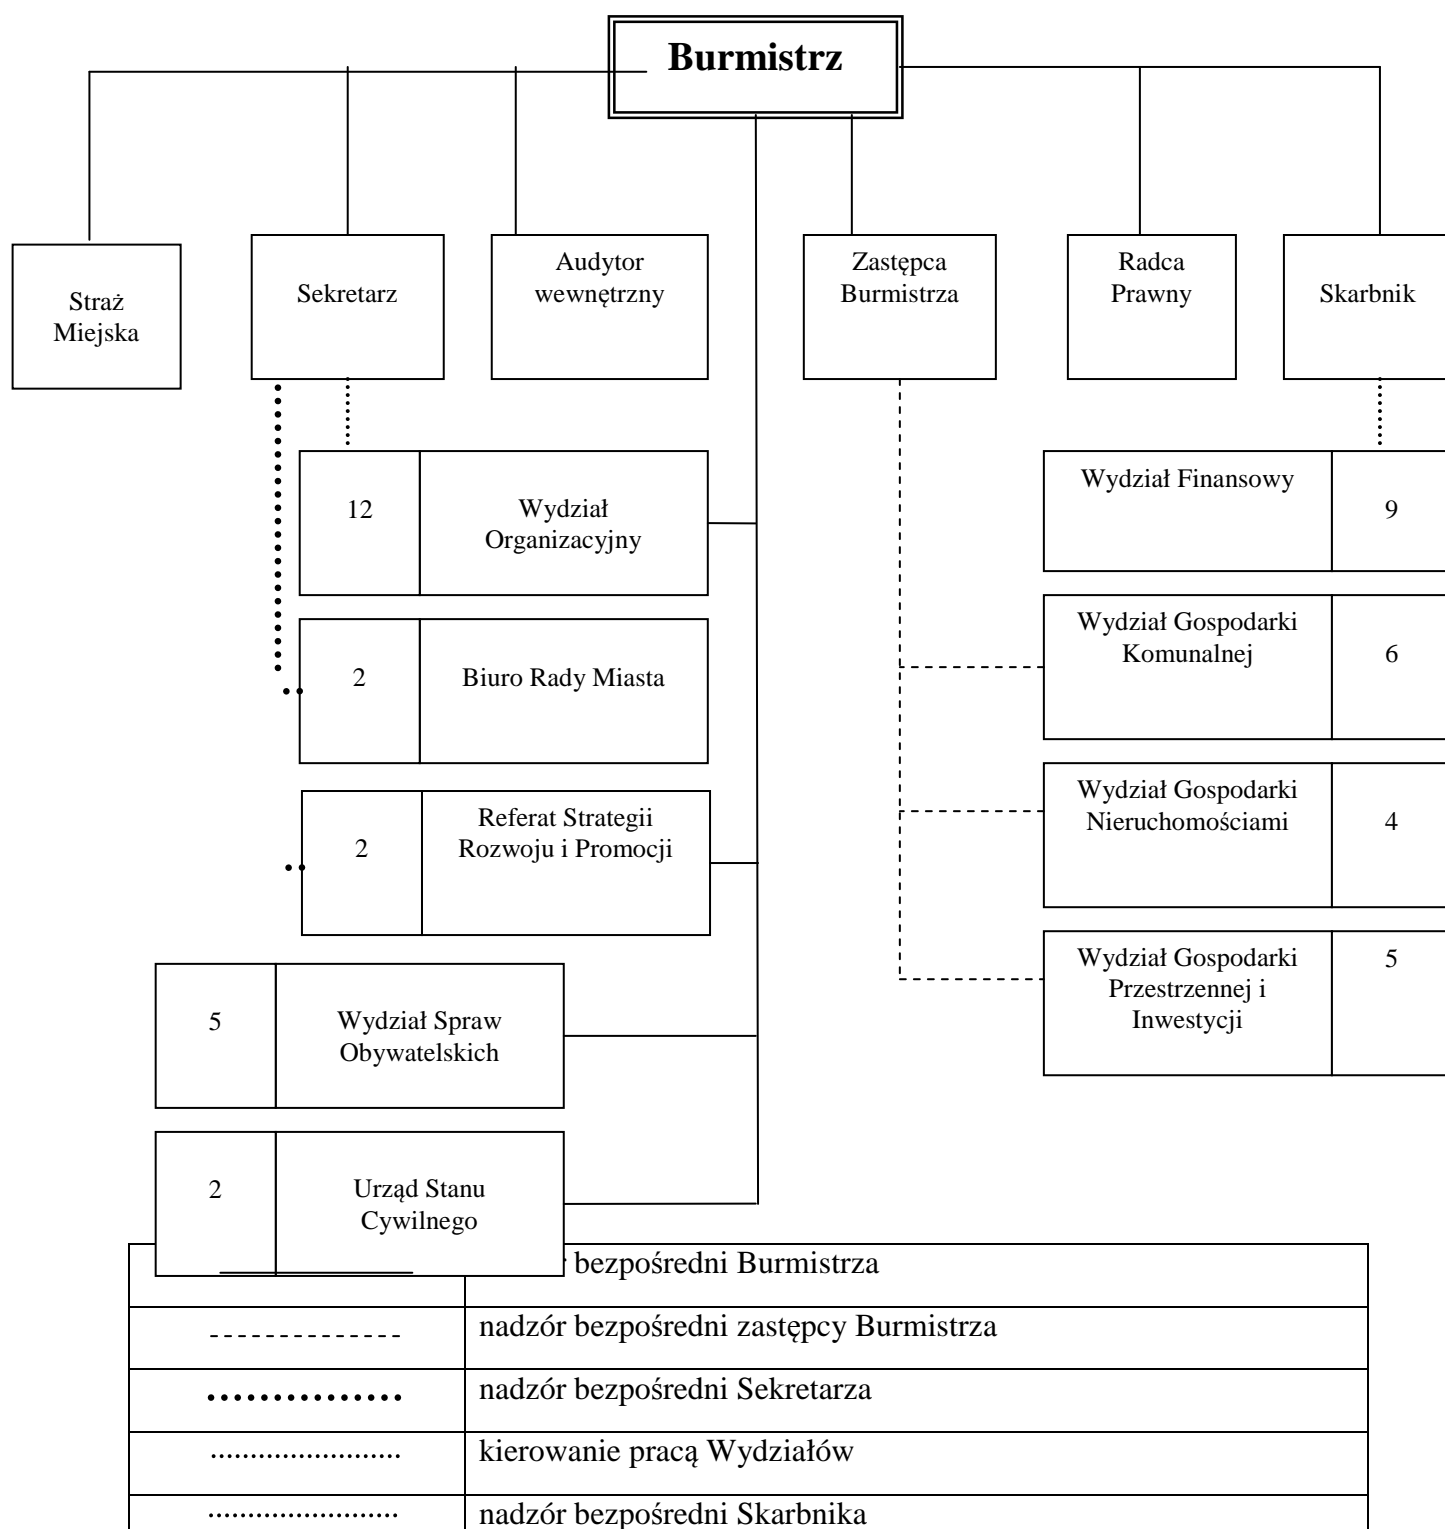 Burmistrz
Straż
Miejska
Sekretarz
Audytor
wewnętrzny
Zastępca
Burmistrza
Radca
Prawny
Skarbnik
12
Wydział
Organizacyjny
Wydział Finansowy
9
2
Biuro Rady Miasta
Wydział Gospodarki
Komunalnej
6
2
Referat Strategii
Rozwoju i Promocji
Wydział Gospodarki
Nieruchomościami
4
5
Wydział Spraw
Obywatelskich
Wydział Gospodarki
Przestrzennej i
Inwestycji
5
2
Urząd Stanu
Cywilnego
bezpośredni Burmistrza
nadzór bezpośredni zastępcy Burmistrza
nadzór bezpośredni Sekretarza
kierowanie pracą Wydziałów
nadzór bezpośredni Skarbnika